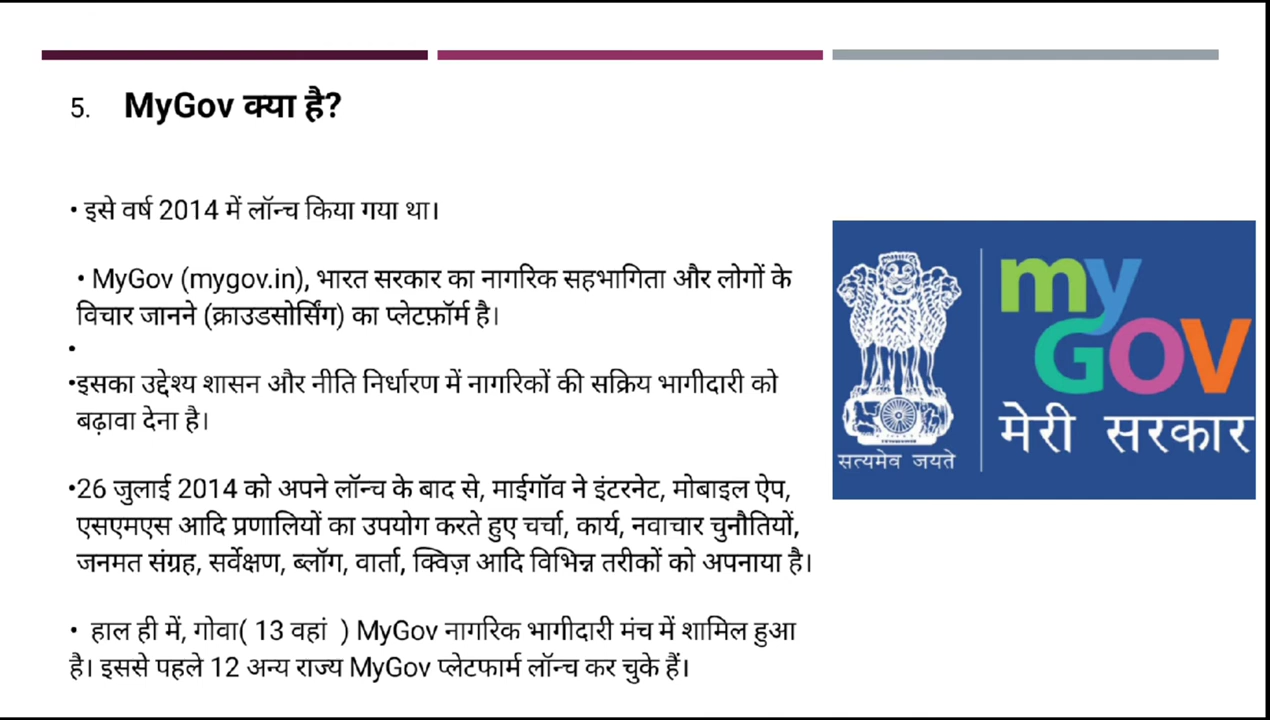 5. MyGov क्या है?
• इसे वर्ष 2014 में लॉन्च किया गया था।
• MyGov (mygov.in), भारत सरकार का नागरिक सहभागिता और लोगों के
विचार जानने (क्राउडसोर्सिंग) का प्लेटफ़ॉर्म है।
•
•इसका उद्देश्य शासन और नीति निर्धारण में नागरिकों की सक्रिय भागीदारी को
बढ़ावा देना है।
•26 जुलाई 2014 को अपने लॉन्च के बाद से, माईगॉव ने इंटरनेट, मोबाइल ऐप,
एसएमएस आदि प्रणालियों का उपयोग करते हुए चर्चा, कार्य, नवाचार चुनौतियों,
जनमत संग्रह, सर्वेक्षण, ब्लॉग, वार्ता, क्विज़ आदि विभिन्न तरीकों को अपनाया है।
• हाल ही में, गोवा( 13 वहां ) MyGov नागरिक भागीदारी मंच में शामिल हुआ
है। इससे पहले 12 अन्य राज्य MyGov प्लेटफार्म लॉन्च कर चुके हैं।
my
GOV
मेरी सरकार
सत्यमेव जयते